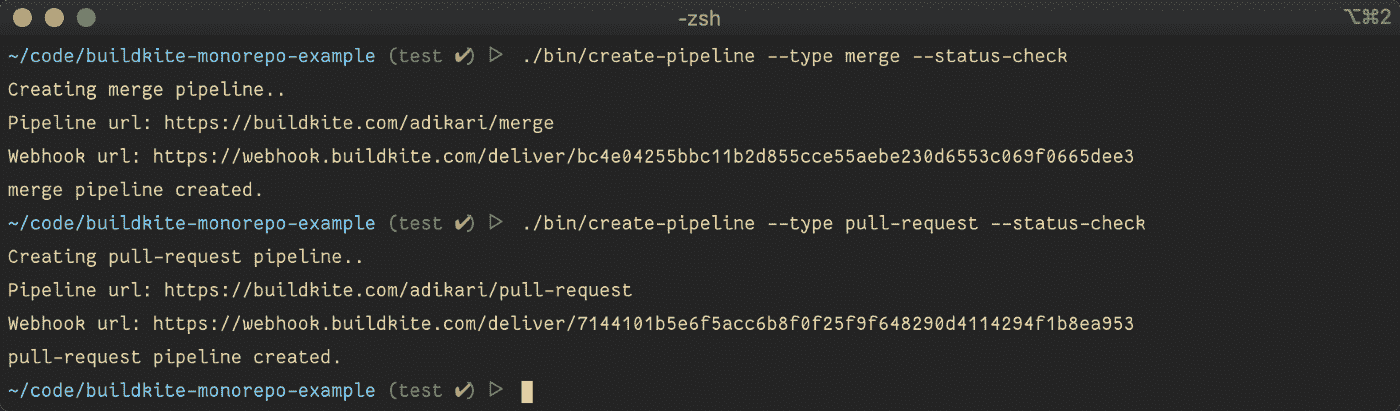 -zsh
⌥⌘2
~/code/buildkite-monorepo-example (test ✔) ▷ ./bin/create-pipeline --type merge --status-check
Creating merge pipeline..
Pipeline url: https://buildkite.com/adikari/merge
Webhook url: https://webhook.buildkite.com/deliver/bc4e04255bbc11b2d855cce55aebe230d6553c069f0665dee3
merge pipeline created.
~/code/buildkite-monorepo-example (test ✔) ▷ ./bin/create-pipeline --type pull-request --status-check
Creating pull-request pipeline..
Pipeline url: https://buildkite.com/adikari/pull-request
Webhook url: https://webhook.buildkite.com/deliver/7144101b5e6f5acc6b8f0f25f9f648290d4114294f1b8ea953
pull-request pipeline created.
~/code/buildkite-monorepo-example (test ✔) ▷